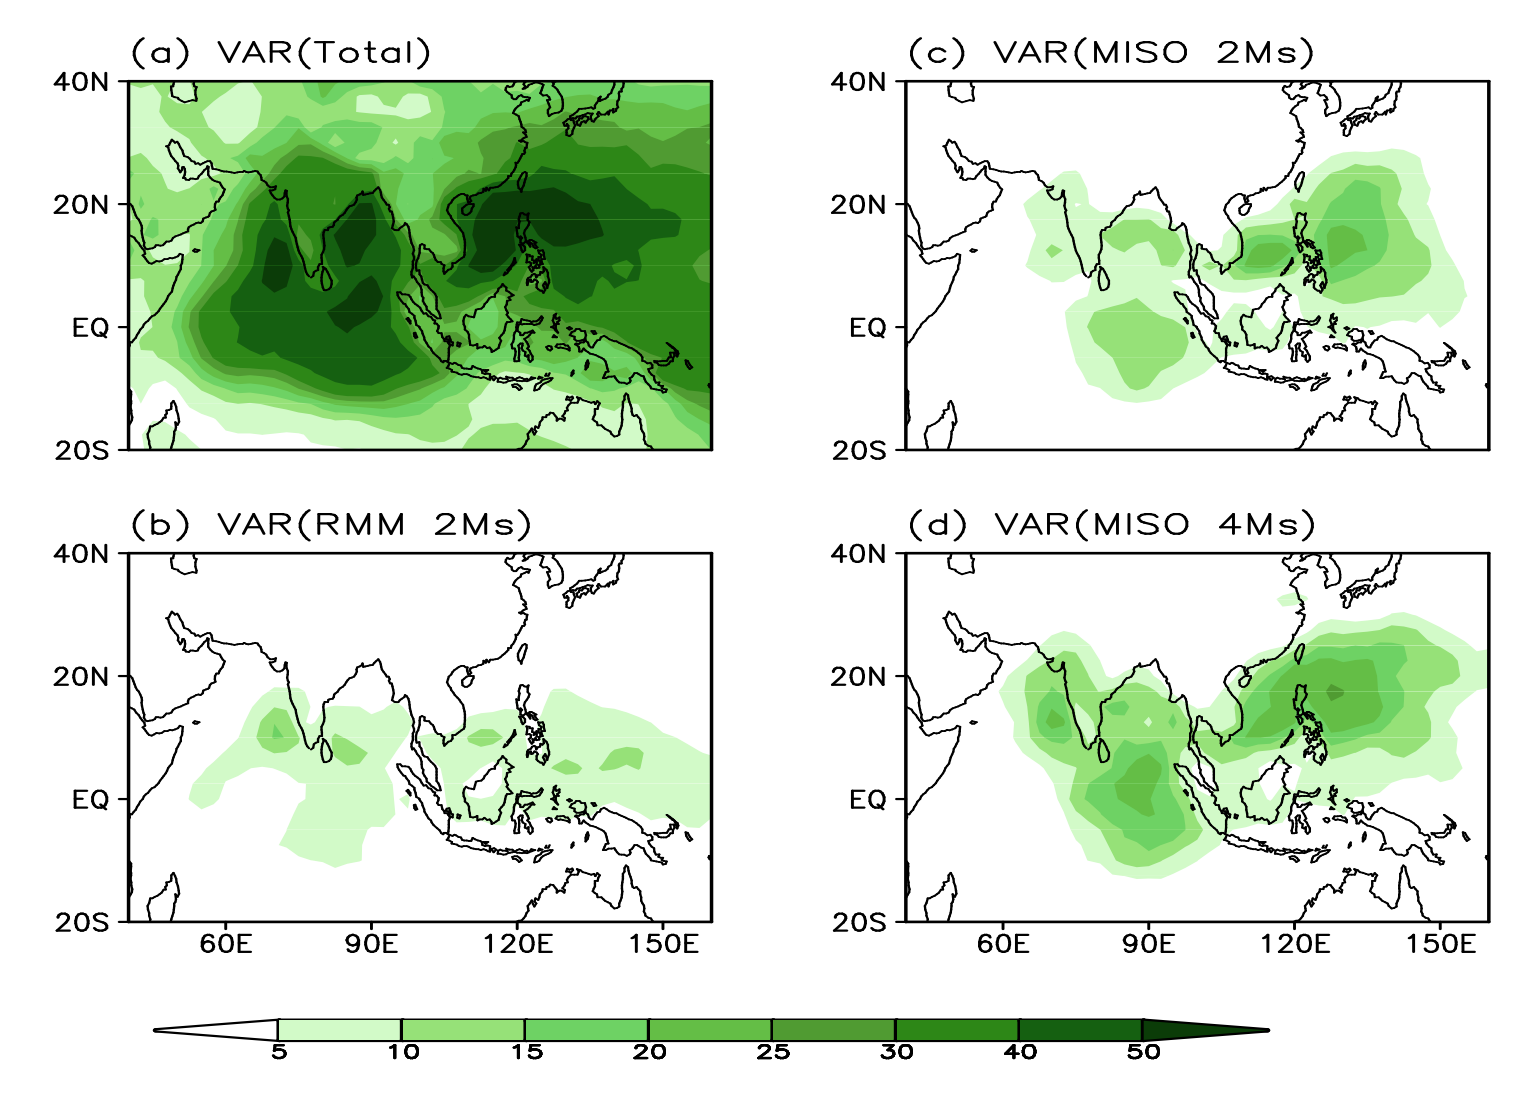 (a) VAR(Total)
40N
20N
EQ
20S
(c) VAR(MISO 2Ms)
40N
20N
EQ
20S
(b) VAR(RMM 2Ms)
40N
20N
EQ
20S
60E 90E 120E 150E
(d) VAR(MISO 4Ms)
40N
20N
EQ
20S
60E 90E 120E 150E
5 10 15 20 25 30 40 50